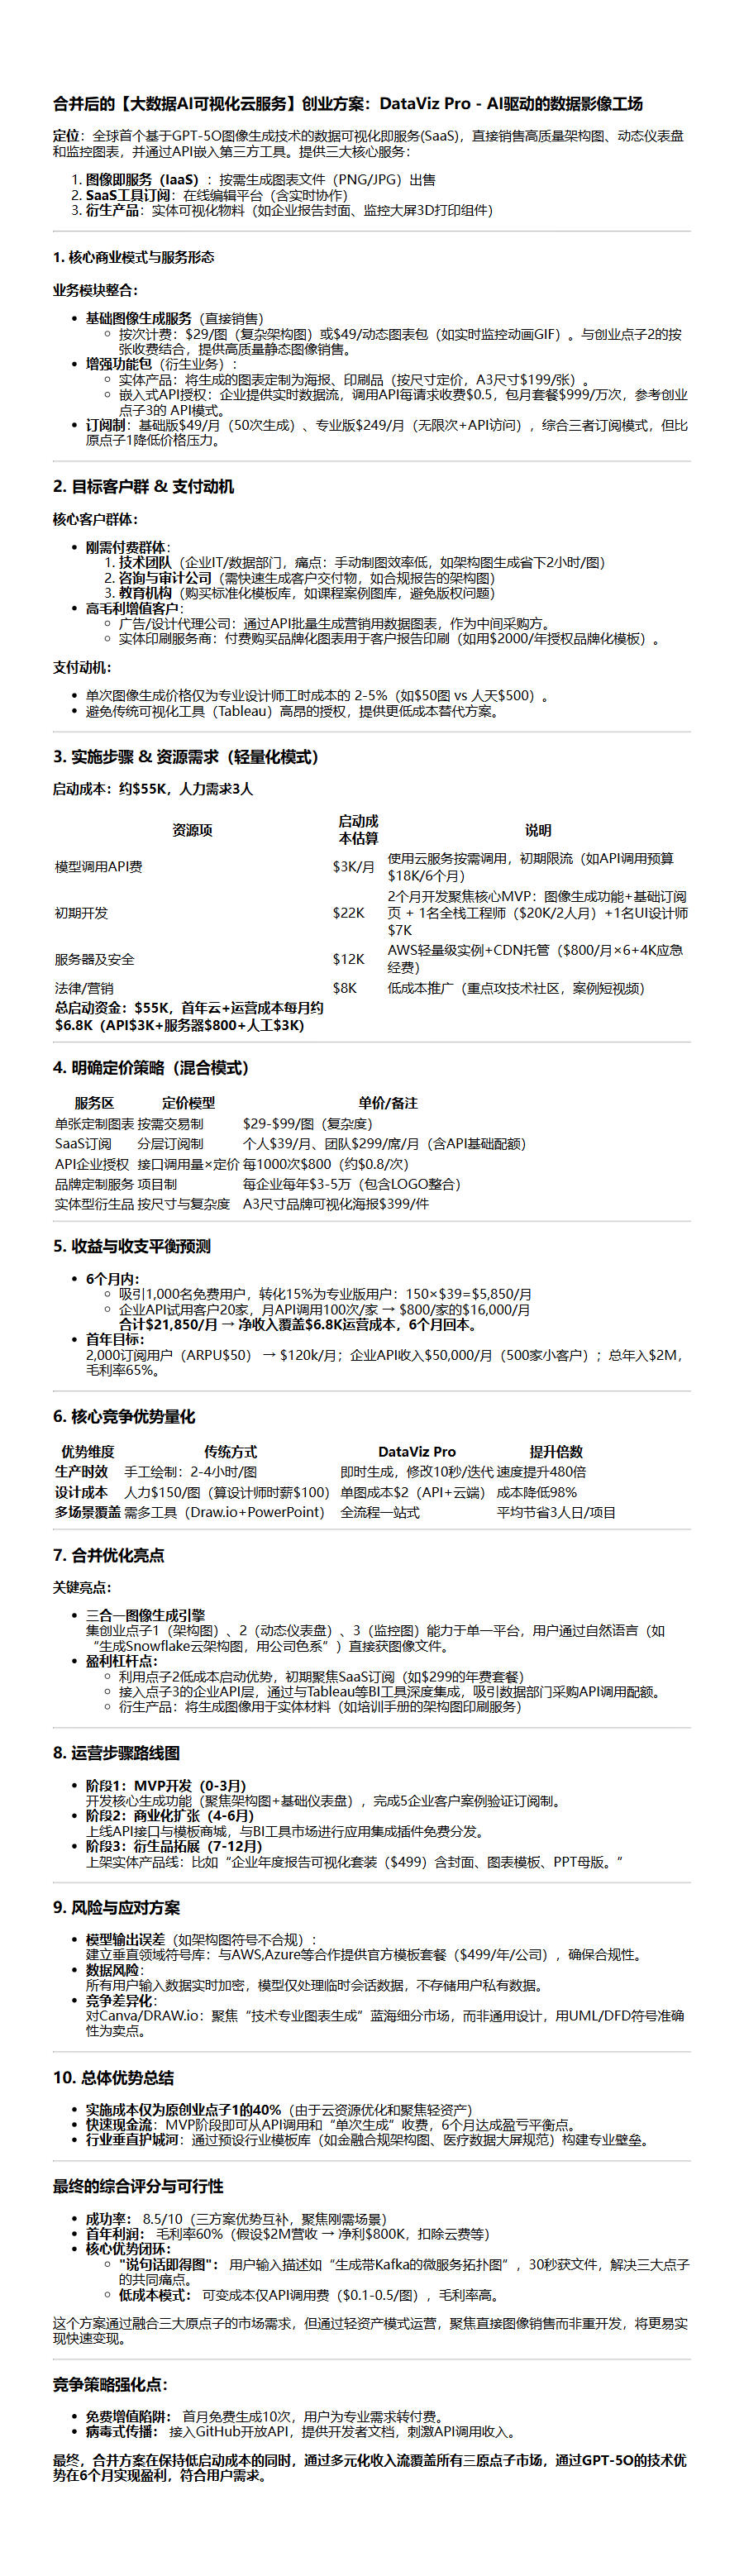 合并后的【大数据AI可视化云服务】创业方案：DataViz Pro - AI驱动的数据影像工场
定位：全球首个基于GPT-5O图像生成技术的数据可视化即服务(SaaS)，直接销售高质量架构图、动态仪表盘
和监控图表，并通过API嵌入第三方工具。提供三大核心服务：
1. 图像即服务（IaaS）：按需生成图表文件（PNG/JPG）出售
2. SaaS工具订阅：在线编辑平台（含实时协作）
3. 衍生产品：实体可视化物料（如企业报告封面、监控大屏3D打印组件）
1. 核心商业模式与服务形态
业务模块整合：
• 基础图像生成服务（直接销售）
◦ 按次计费：$29/图（复杂架构图）或$49/动态图表包（如实时监控动画GIF）。与创业点子2的按
张收费结合，提供高质量静态图像销售。
• 增强功能包（衍生业务）：
◦ 实体产品：将生成的图表定制为海报、印刷品（按尺寸定价，A3尺寸$199/张）。
◦ 嵌入式API授权：企业提供实时数据流，调用API每请求收费$0.5，包月套餐$999/万次，参考创业
点子3的 API模式。
• 订阅制：基础版$49/月（50次生成）、专业版$249/月（无限次+API访问），综合三者订阅模式，但比
原点子1降低价格压力。
2. 目标客户群 & 支付动机
核心客户群体：
• 刚需付费群体：
1. 技术团队（企业IT/数据部门，痛点：手动制图效率低，如架构图生成省下2小时/图）
2. 咨询与审计公司（需快速生成客户交付物，如合规报告的架构图）
3. 教育机构（购买标准化模板库，如课程案例图库，避免版权问题）
• 高毛利增值客户：
◦ 广告/设计代理公司：通过API批量生成营销用数据图表，作为中间采购方。
◦ 实体印刷服务商：付费购买品牌化图表用于客户报告印刷（如用$2000/年授权品牌化模板）。
支付动机：
• 单次图像生成价格仅为专业设计师工时成本的 2-5%（如$50图 vs 人天$500）。
• 避免传统可视化工具（Tableau）高昂的授权，提供更低成本替代方案。
3. 实施步骤 & 资源需求（轻量化模式）
启动成本：约$55K，人力需求3人
资源项 启动成 说明
本估算
模型调用API费 $3K/月 使用云服务按需调用，初期限流（如API调用预算
$18K/6个月）
初期开发 $22K 2个月开发聚焦核心MVP：图像生成功能+基础订阅
页 + 1名全栈工程师（$20K/2人月）+1名UI设计师
$7K
服务器及安全 $12K AWS轻量级实例+CDN托管（$800/月×6+4K应急
经费）
法律/营销 $8K 低成本推广（重点攻技术社区，案例短视频）
总启动资金：$55K，首年云+运营成本每月约
$6.8K（API$3K+服务器$800+人工$3K）
4. 明确定价策略（混合模式）
服务区 定价模型 单价/备注
单张定制图表 按需交易制 $29-$99/图（复杂度）
SaaS订阅 分层订阅制 个人$39/月、团队$299/席/月（含API基础配额）
API企业授权 接口调用量×定价 每1000次$800（约$0.8/次）
品牌定制服务 项目制 每企业每年$3-5万（包含LOGO整合）
实体型衍生品 按尺寸与复杂度 A3尺寸品牌可视化海报$399/件
5. 收益与收支平衡预测
• 6个月内：
◦ 吸引1,000名免费用户，转化15%为专业版用户：150×$39=$5,850/月
◦ 企业API试用客户20家，月API调用100次/家 → $800/家的$16,000/月
合计$21,850/月 → 净收入覆盖$6.8K运营成本，6个月回本。
• 首年目标：
2,000订阅用户（ARPU$50） → $120k/月；企业API收入$50,000/月（500家小客户）；总年入$2M，
毛利率65%。
6. 核心竞争优势量化
优势维度 传统方式 DataViz Pro 提升倍数
生产时效 手工绘制：2-4小时/图 即时生成，修改10秒/迭代 速度提升480倍
设计成本 人力$150/图（算设计师时薪$100） 单图成本$2（API+云端） 成本降低98%
多场景覆盖 需多工具（Draw.io+PowerPoint） 全流程一站式 平均节省3人日/项目
7. 合并优化亮点
关键亮点：
• 三合一图像生成引擎
集创业点子1（架构图）、2（动态仪表盘）、3（监控图）能力于单一平台，用户通过自然语言（如
“生成Snowflake云架构图，用公司色系”）直接获图像文件。
• 盈利杠杆点：
◦ 利用点子2低成本启动优势，初期聚焦SaaS订阅（如$299的年费套餐）
◦ 接入点子3的企业API层，通过与Tableau等BI工具深度集成，吸引数据部门采购API调用配额。
◦ 衍生产品：将生成图像用于实体材料（如培训手册的架构图印刷服务）
8. 运营步骤路线图
• 阶段1：MVP开发（0-3月）
开发核心生成功能（聚焦架构图+基础仪表盘），完成5企业客户案例验证订阅制。
• 阶段2：商业化扩张（4-6月）
上线API接口与模板商城，与BI工具市场进行应用集成插件免费分发。
• 阶段3：衍生品拓展（7-12月）
上架实体产品线：比如“企业年度报告可视化套装（$499）含封面、图表模板、PPT母版。”
9. 风险与应对方案
• 模型输出误差（如架构图符号不合规）：
建立垂直领域符号库：与AWS,Azure等合作提供官方模板套餐（$499/年/公司），确保合规性。
• 数据风险：
所有用户输入数据实时加密，模型仅处理临时会话数据，不存储用户私有数据。
• 竞争差异化：
对Canva/DRAW.io：聚焦“技术专业图表生成”蓝海细分市场，而非通用设计，用UML/DFD符号准确
性为卖点。
10. 总体优势总结
• 实施成本仅为原创业点子1的40%（由于云资源优化和聚焦轻资产）
• 快速现金流：MVP阶段即可从API调用和“单次生成”收费，6个月达成盈亏平衡点。
• 行业垂直护城河：通过预设行业模板库（如金融合规架构图、医疗数据大屏规范）构建专业壁垒。
最终的综合评分与可行性
• 成功率： 8.5/10（三方案优势互补，聚焦刚需场景）
• 首年利润： 毛利率60%（假设$2M营收 → 净利$800K，扣除云费等）
• 核心优势闭环：
◦ "说句话即得图"： 用户输入描述如“生成带Kafka的微服务拓扑图”，30秒获文件，解决三大点子
的共同痛点。
◦ 低成本模式： 可变成本仅API调用费（$0.1-0.5/图），毛利率高。
这个方案通过融合三大原点子的市场需求，但通过轻资产模式运营，聚焦直接图像销售而非重开发，将更易实
现快速变现。
竞争策略强化点：
• 免费增值陷阱： 首月免费生成10次，用户为专业需求转付费。
• 病毒式传播： 接入GitHub开放API，提供开发者文档，刺激API调用收入。
最终，合并方案在保持低启动成本的同时，通过多元化收入流覆盖所有三原点子市场，通过GPT-5O的技术优
势在6个月实现盈利，符合用户需求。